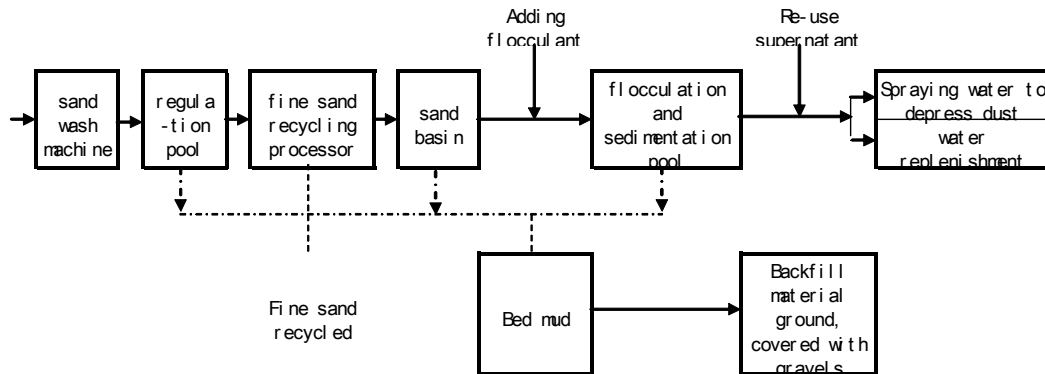 Adding
flocculant
Re-use
supernatant
sand
wash
machine
regula
-tion
pool
fine sand
recycling
processor
sand
basin
flocculation
and
sedimentation
pool
Spraying water to
depress dust
water
replenishment
Fine sand
recycled
Bed mud
Backfill
material
ground,
covered with
gravels